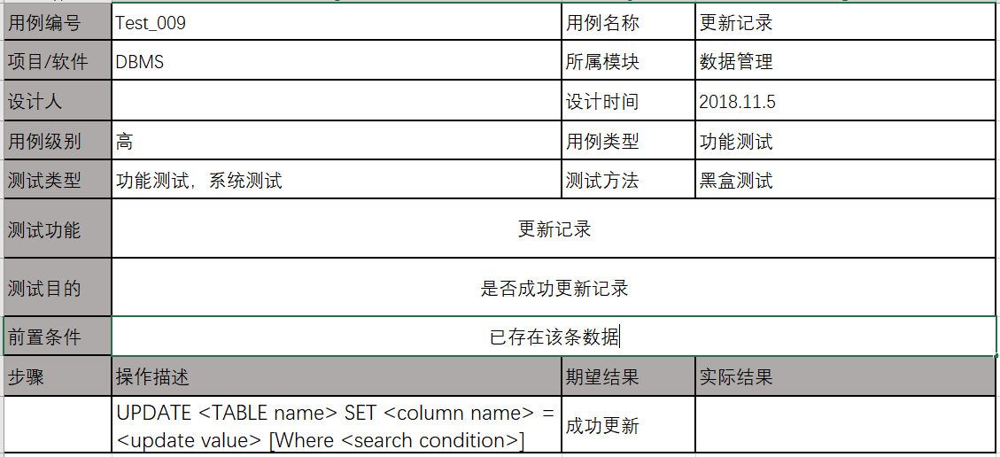 用例编号 Test_009 用例名称 更新记录
项目/软件 DBMS 所属模块 数据管理
设计人 设计时间 2018.11.5
用例级别 高 用例类型 功能测试
测试类型 功能测试，系统测试 测试方法 黑盒测试
测试功能 更新记录
测试目的 是否成功更新记录
前置条件 已存在该条数据
步骤 操作描述 期望结果 实际结果
UPDATE <TABLE name> SET <column name> =
<update value> [Where <search condition>]
成功更新